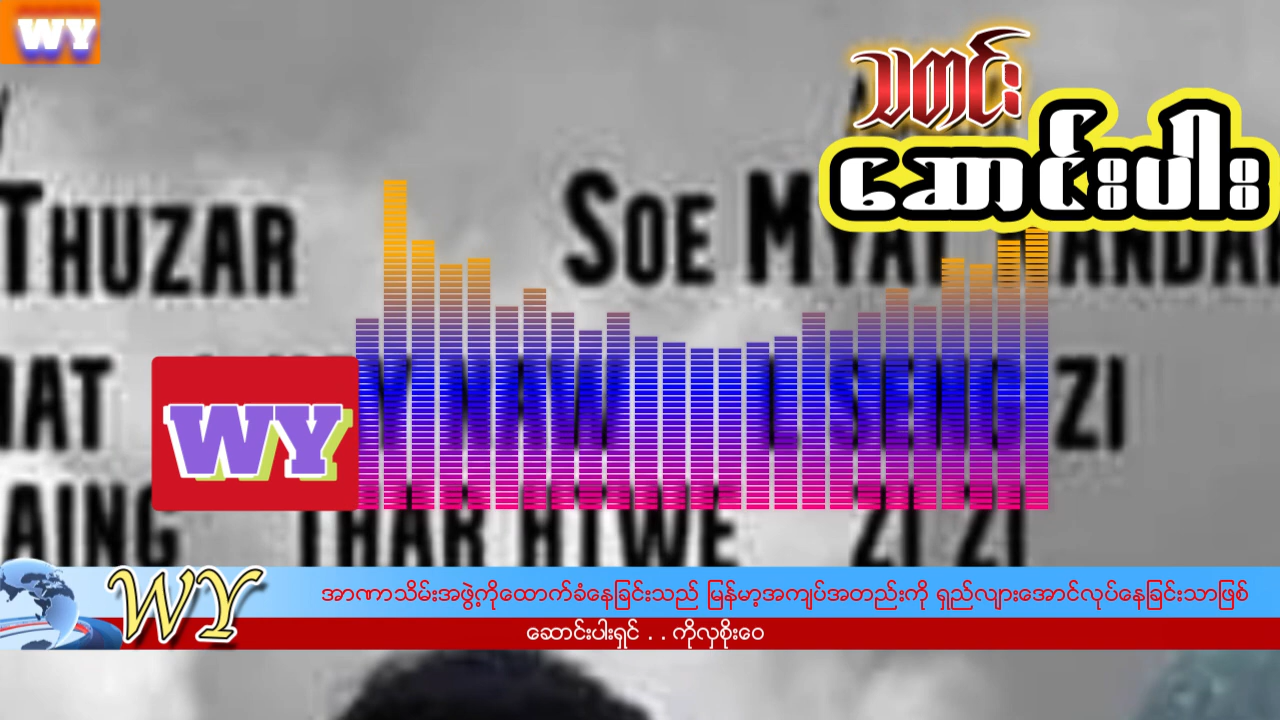 WY
သတင်း
ဆောင်းပါး
THUZAR
SOE MYAT
ZI
WY
THAR HTWE ZI ZI
WY
အာဏာသိမ်းအဖွဲ့ကိုထောက်ခံနေခြင်းသည် မြန်မာ့အကျပ်အတည်းကို ရှည်လျားအောင်လုပ်နေခြင်းသာဖြစ်
ဆောင်းပါးရှင် . . ကိုလှစိုးဝေ